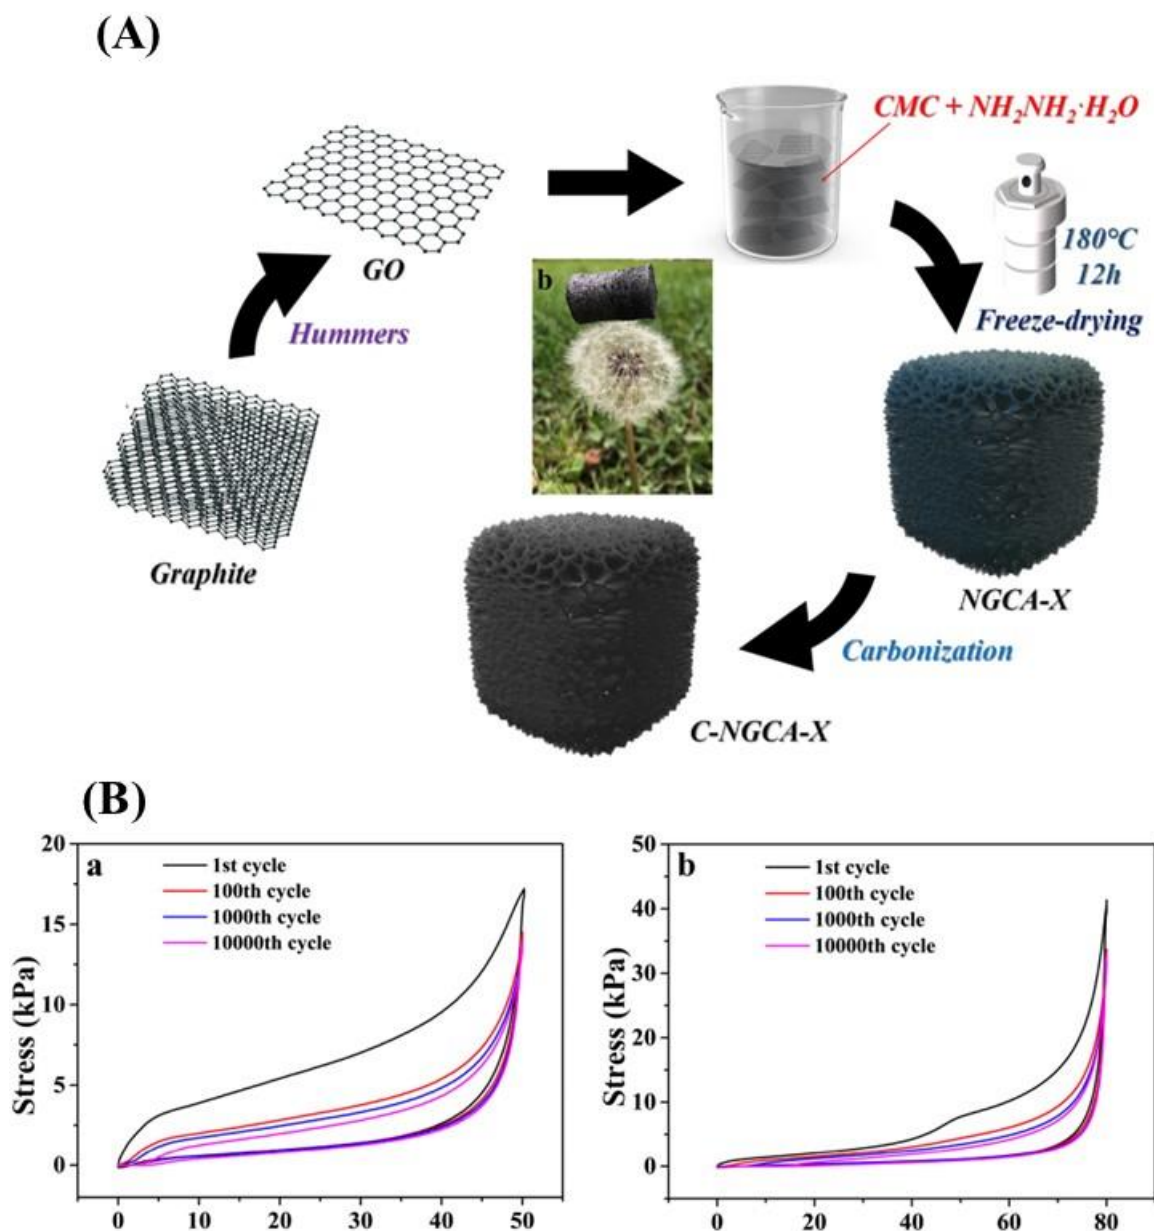 (A)
CMC + NH₂NH₂·H₂O
GO
180°C
12h
b
Hummers
Freeze-drying
Graphite
NGCA-X
Carbonization
C-NGCA-X
(B)
a
1st cycle
100th cycle
1000th cycle
10000th cycle
Stress (kPa)
20
15
10
5
0
0
10
20
30
40
50
b
1st cycle
100th cycle
1000th cycle
10000th cycle
Stress (kPa)
50
40
30
20
10
0
0
20
40
60
80